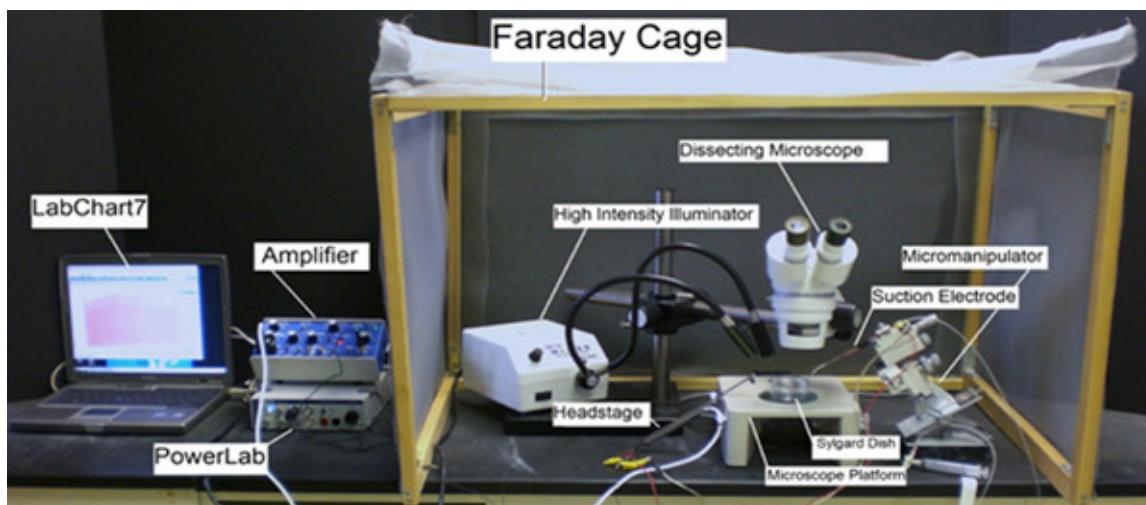 Faraday Cage
Dissecting Microscope
LabChart7
High Intensity Illuminator
Amplifier
Micromanipulator
Suction Electrode
Headstage
Sylgard Dish
PowerLab
Microscope Platform